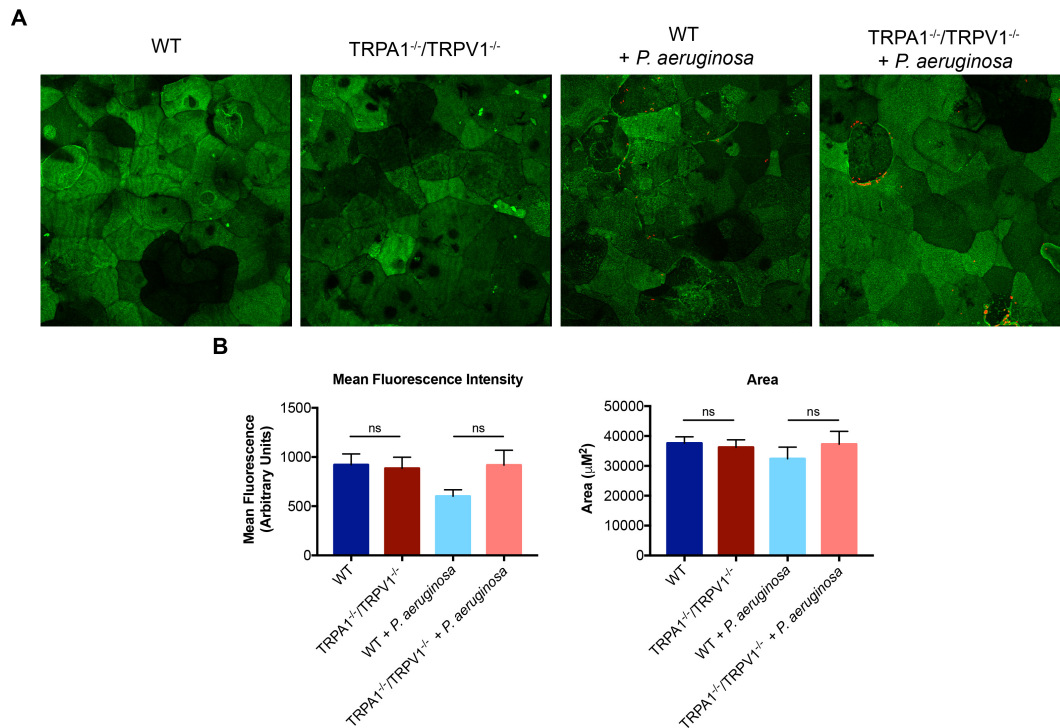 A
WT
TRPA1⁻/⁻/TRPV1⁻/⁻
WT
+ P. aeruginosa
TRPA1⁻/⁻/TRPV1⁻/⁻
+ P. aeruginosa
B
Mean Fluorescence Intensity
Mean Fluorescence
(Arbitrary Units)
1500
1000
500
0
ns
ns
WT
TRPA1⁻/⁻/TRPV1⁻/⁻
WT + P. aeruginosa
TRPA1⁻/⁻/TRPV1⁻/⁻ + P. aeruginosa
Area
Area (μM²)
50000
40000
30000
20000
10000
0
ns
ns
WT
TRPA1⁻/⁻/TRPV1⁻/⁻
WT + P. aeruginosa
TRPA1⁻/⁻/TRPV1⁻/⁻ + P. aeruginosa